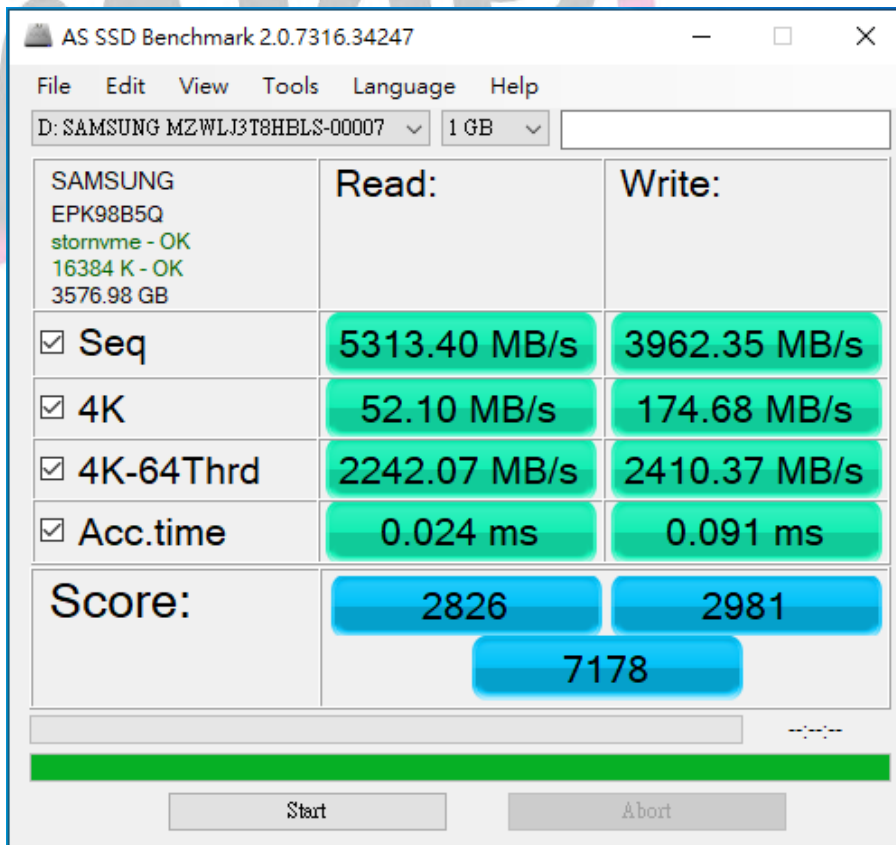 AS SSD Benchmark 2.0.7316.34247
File Edit View Tools Language Help
D: SAMSUNG MZWLJ3T8HBLS-00007 1 GB
SAMSUNG
EPK98B5Q
stornvme - OK
16384 K - OK
3576.98 GB
Read: Write:
Seq 5313.40 MB/s 3962.35 MB/s
4K 52.10 MB/s 174.68 MB/s
4K-64Thrd 2242.07 MB/s 2410.37 MB/s
Acc.time 0.024 ms 0.091 ms
Score: 2826 2981
7178
--:--:--
Start Abort